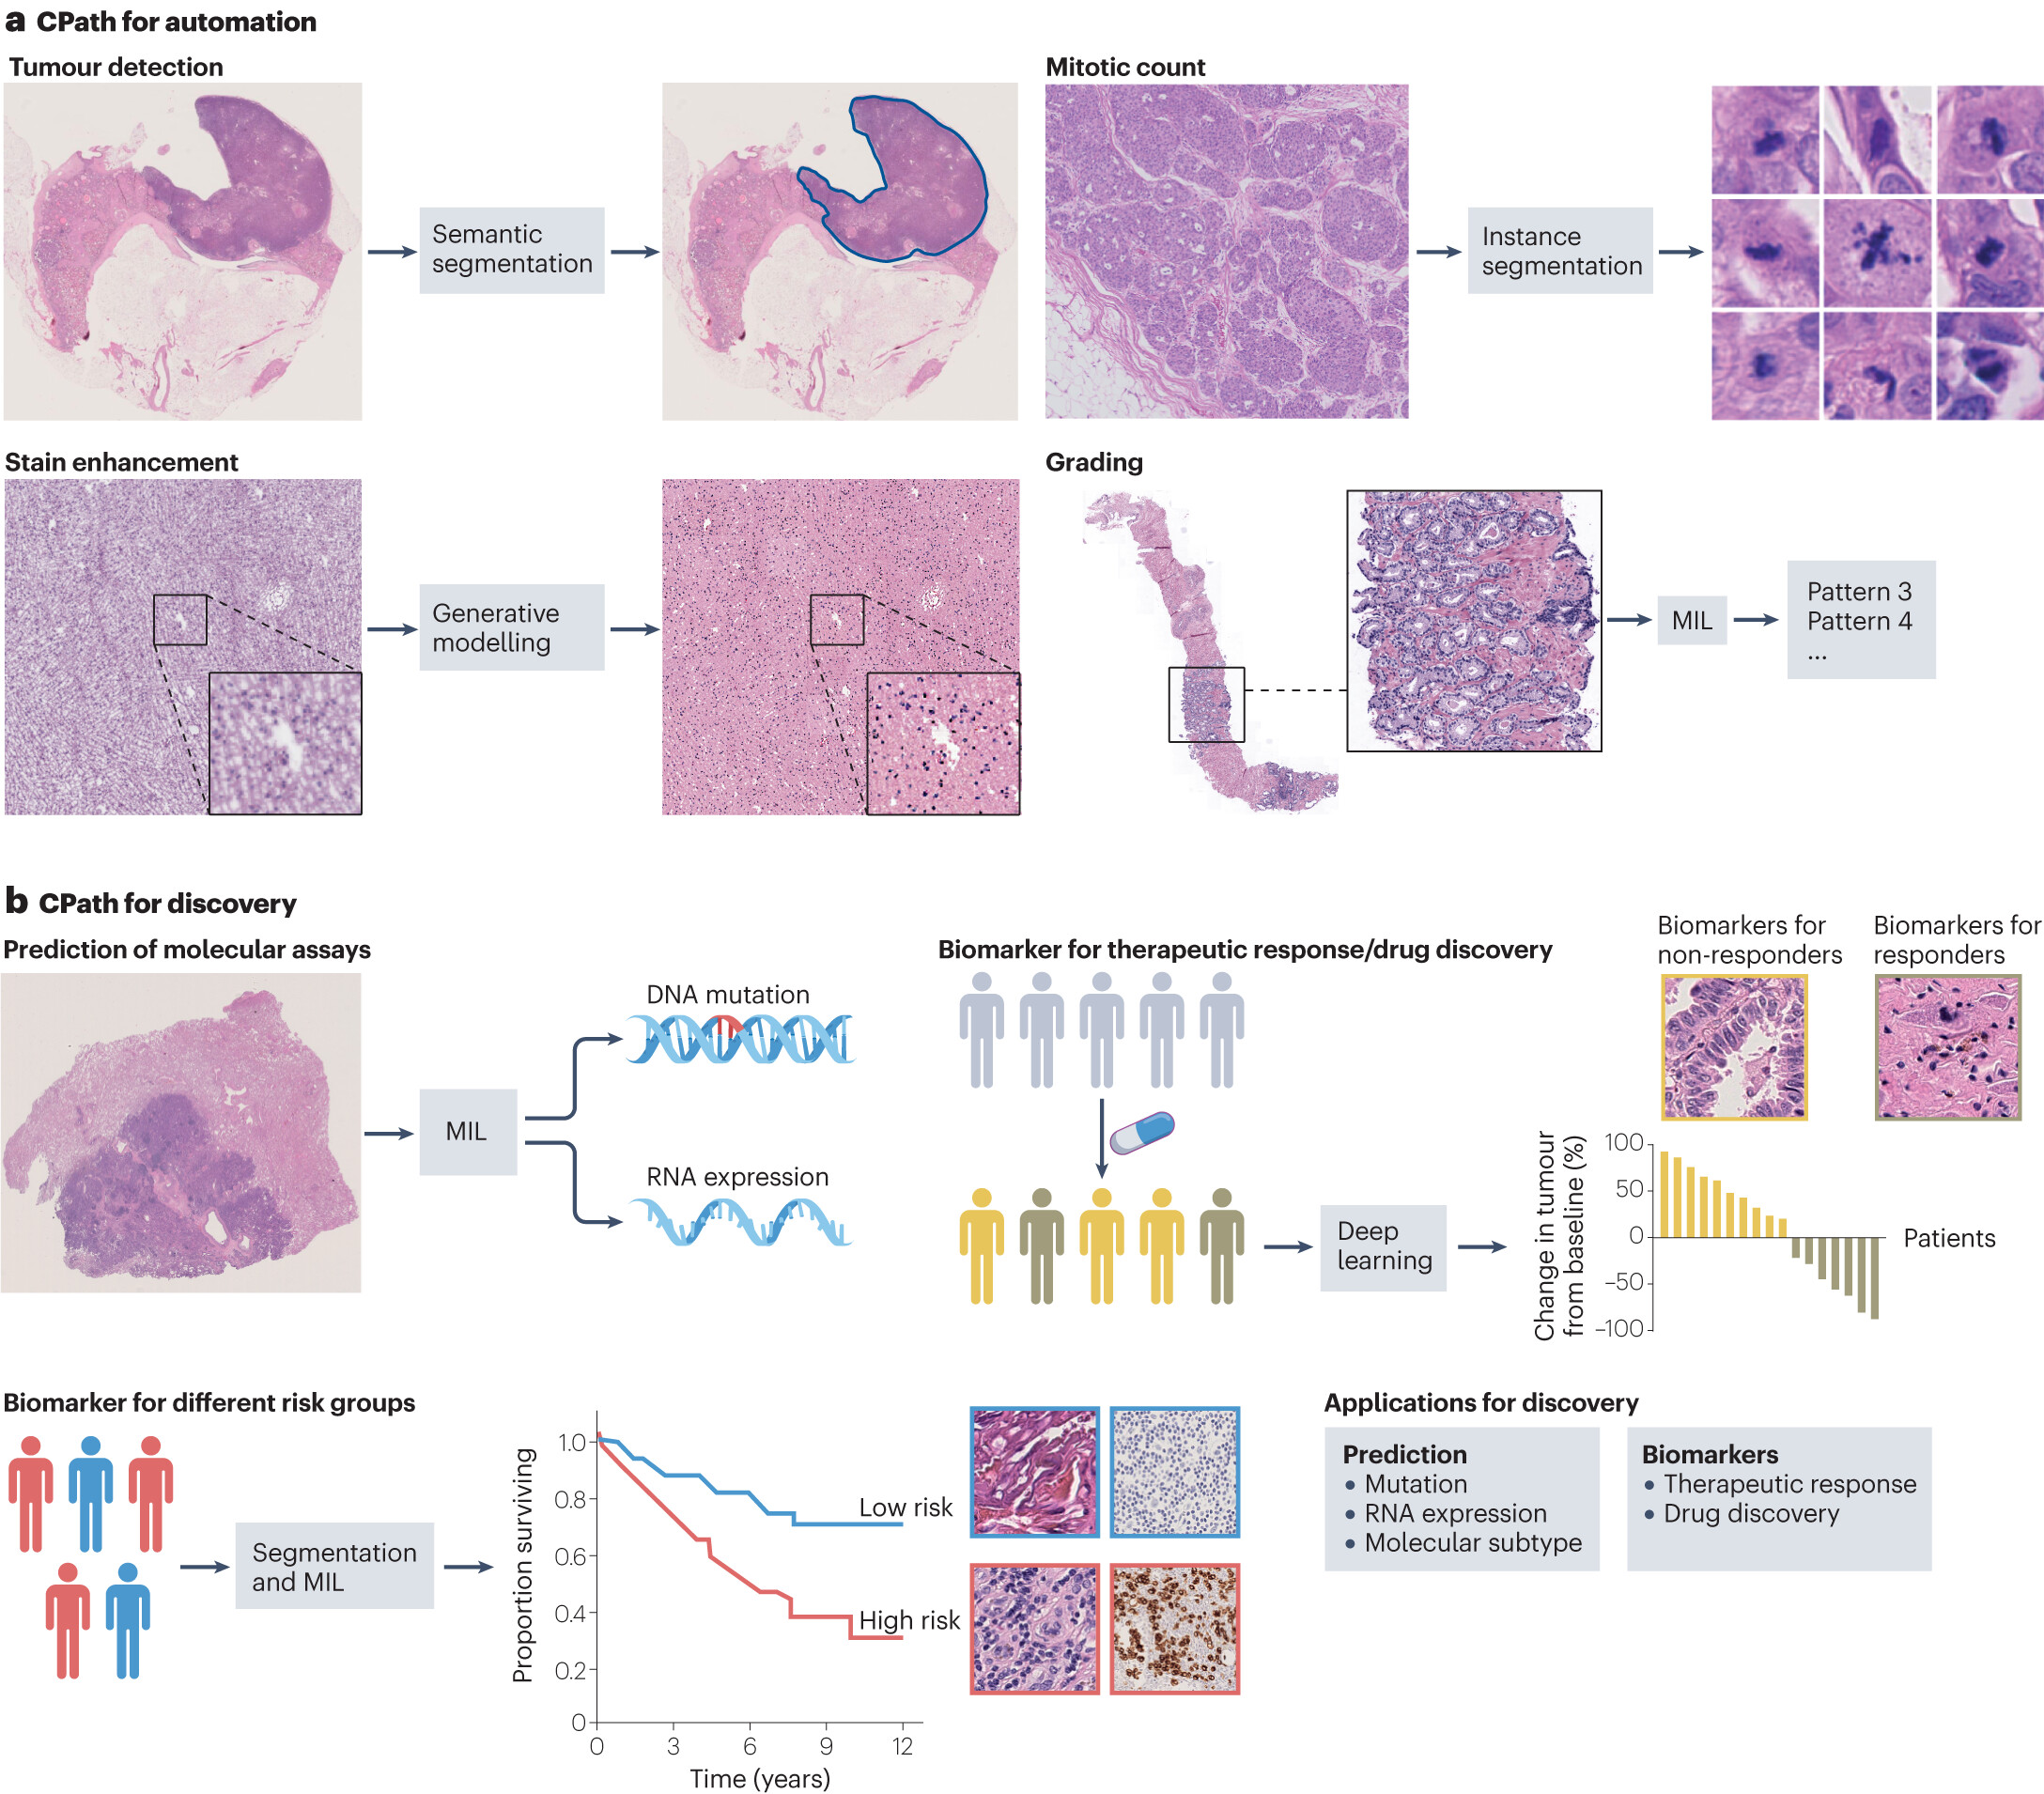 a CPath for automation
Tumour detection
Semantic
segmentation
Mitotic count
Instance
segmentation
Stain enhancement
Generative
modelling
Grading
MIL
Pattern 3
Pattern 4
...
b CPath for discovery
Prediction of molecular assays
MIL
DNA mutation
RNA expression
Biomarker for therapeutic response/drug discovery
Deep
learning
Biomarkers for
non-responders
Biomarkers for
responders
Change in tumour
from baseline (%)
100
50
0
–50
–100
Patients
Biomarker for different risk groups
Segmentation
and MIL
Proportion surviving
1.0
0.8
0.6
0.4
0.2
0
0 3 6 9 12
Time (years)
Low risk
High risk
Applications for discovery
Prediction
• Mutation
• RNA expression
• Molecular subtype
Biomarkers
• Therapeutic response
• Drug discovery